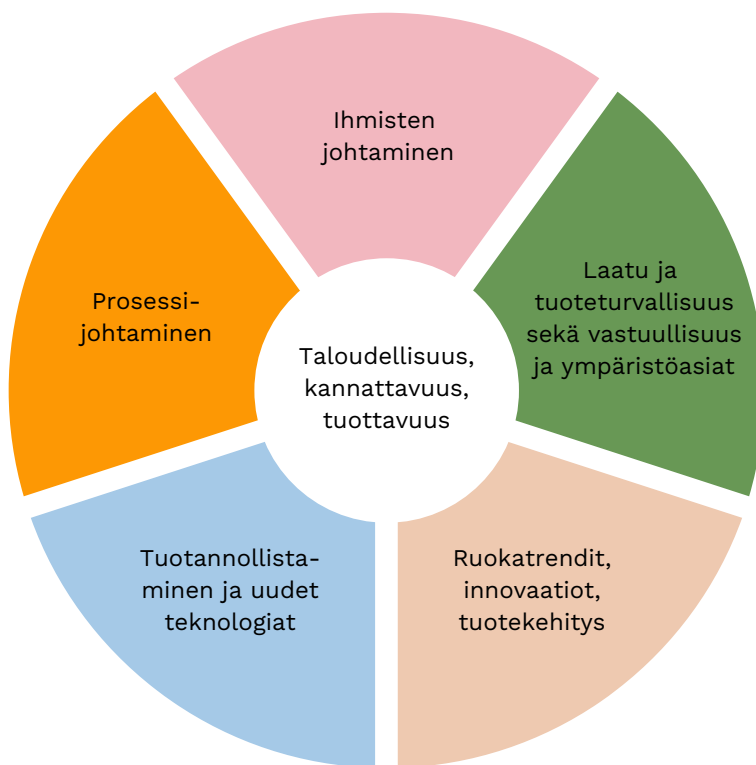 Ihmisten
johtaminen
Laatu ja
tuoteturvallisuus
sekä vastuullisuus
ja ympäristöasiat
Prosessi-
johtaminen
Taloudellisuus,
kannattavuus,
tuottavuus
Tuotannollista-
minen ja uudet
teknologiat
Ruokatrendit,
innovaatiot,
tuotekehitys